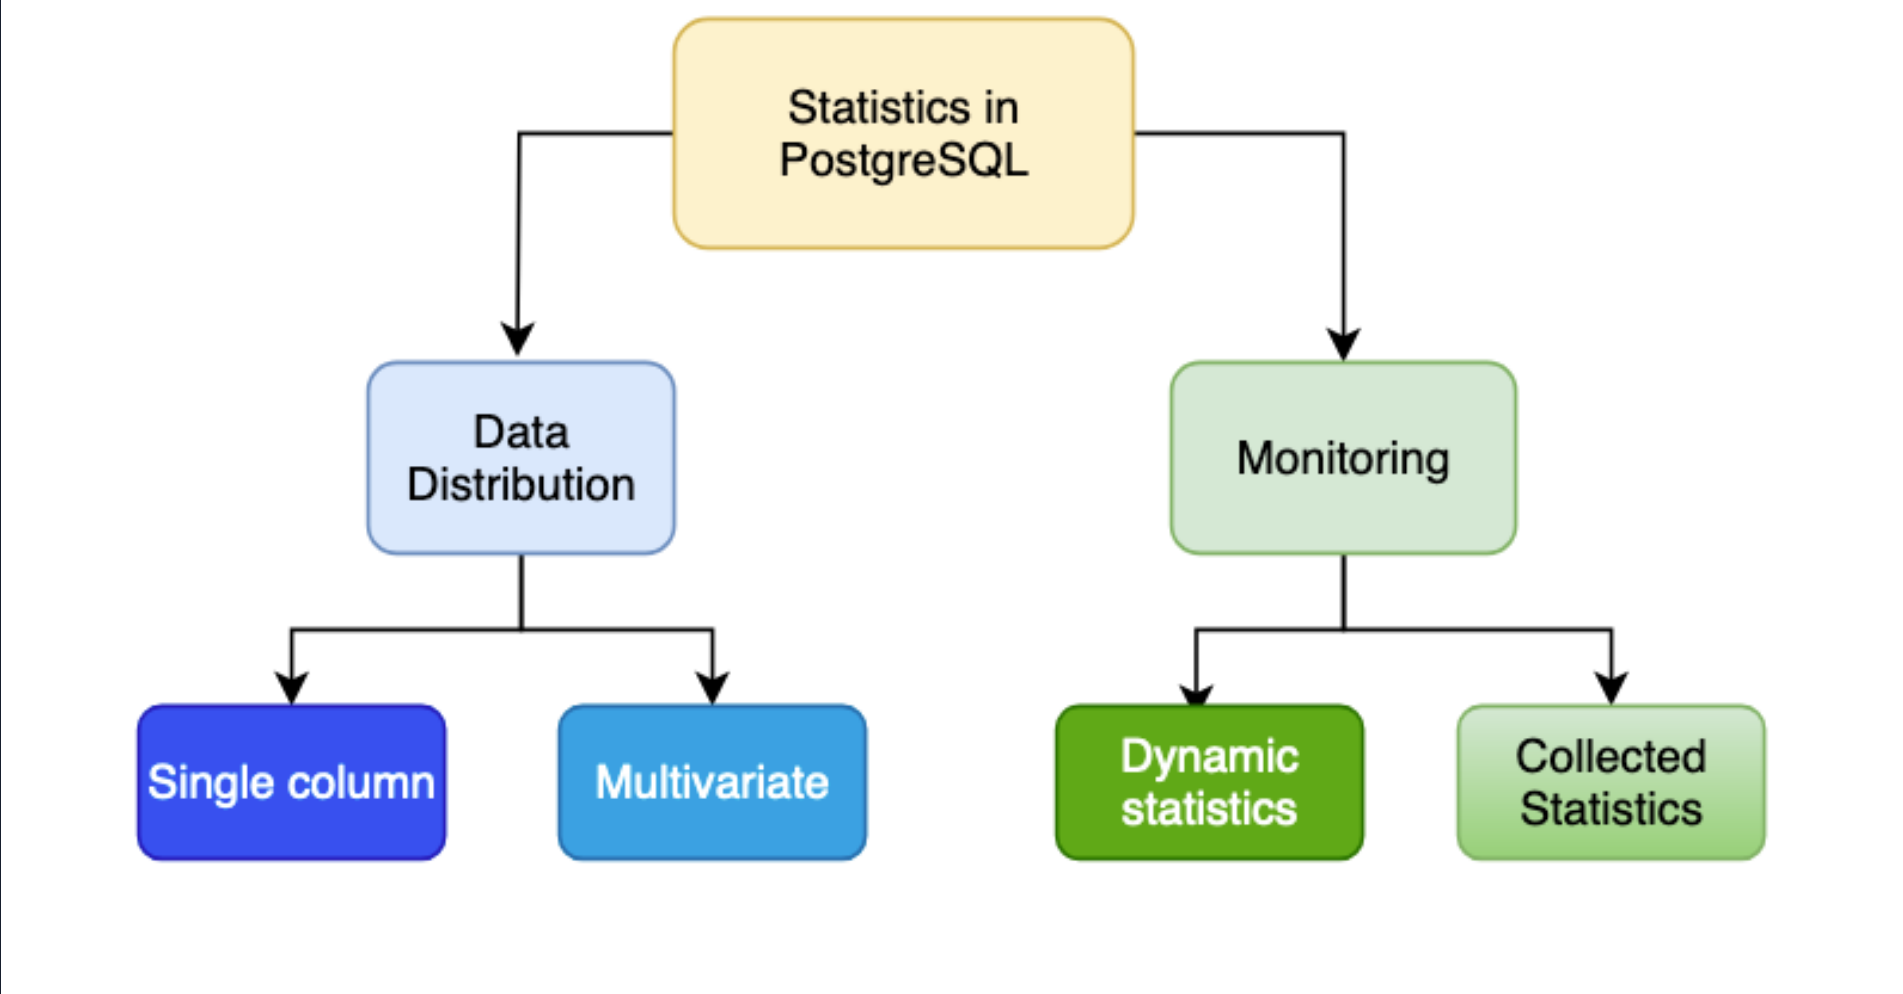 Statistics in
PostgreSQL
Data
Distribution
Monitoring
Single column
Multivariate
Dynamic
statistics
Collected
Statistics